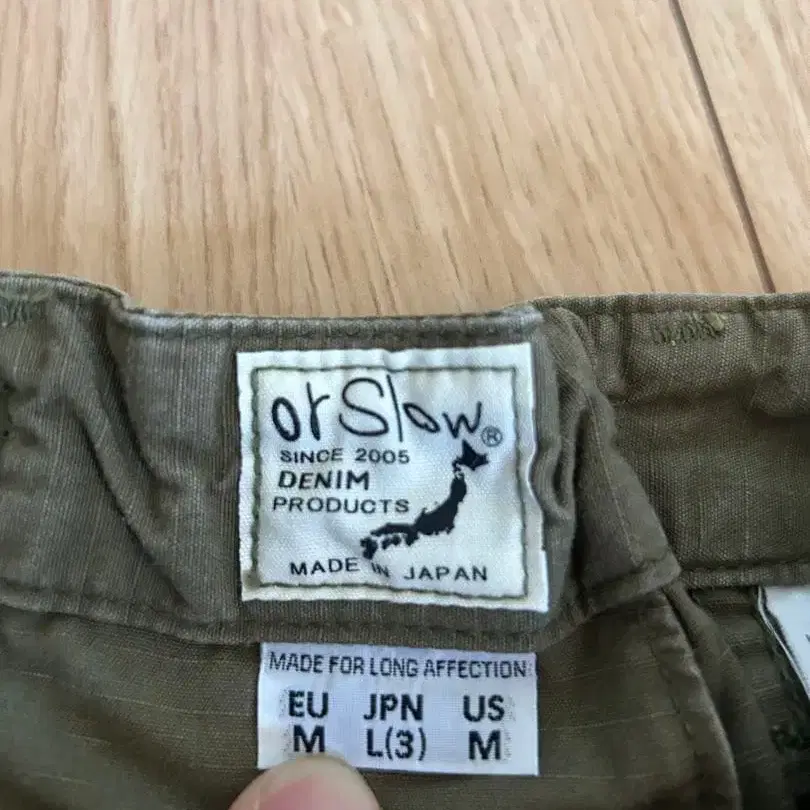 orSlow®
SINCE 2005
DENIM
PRODUCTS
MADE IN JAPAN
MADE FOR LONG AFFECTION
EU JPN US
M L(3) M